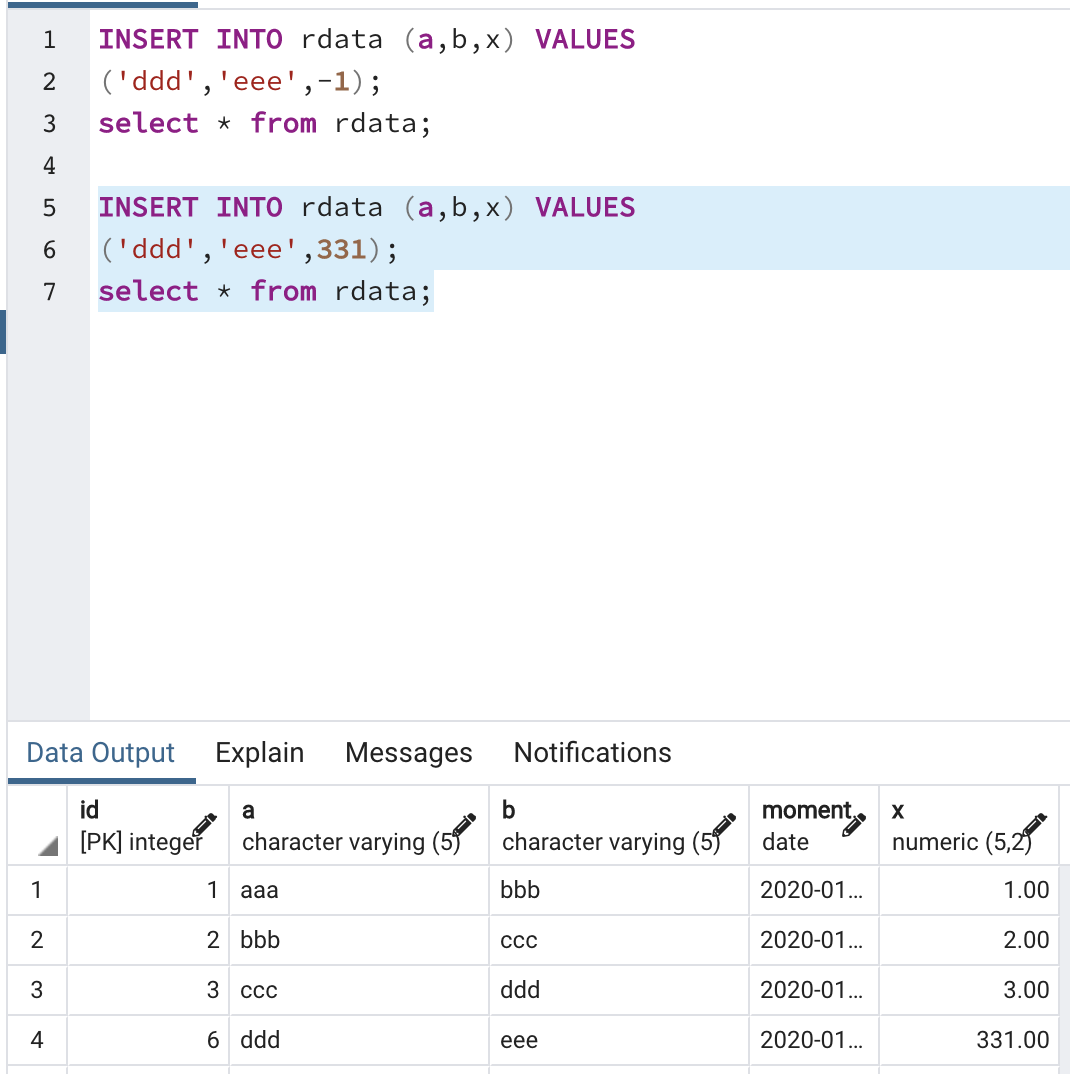 1 INSERT INTO rdata (a,b,x) VALUES
2 ('ddd','eee',-1);
3 select * from rdata;
4
5 INSERT INTO rdata (a,b,x) VALUES
6 ('ddd','eee',331);
7 select * from rdata;
Data Output Explain Messages Notifications
id a b moment x
[PK] integer character varying (5) character varying (5) date numeric (5,2)
1 1 aaa bbb 2020-01... 1.00
2 2 bbb ccc 2020-01... 2.00
3 3 ccc ddd 2020-01... 3.00
4 6 ddd eee 2020-01... 331.00